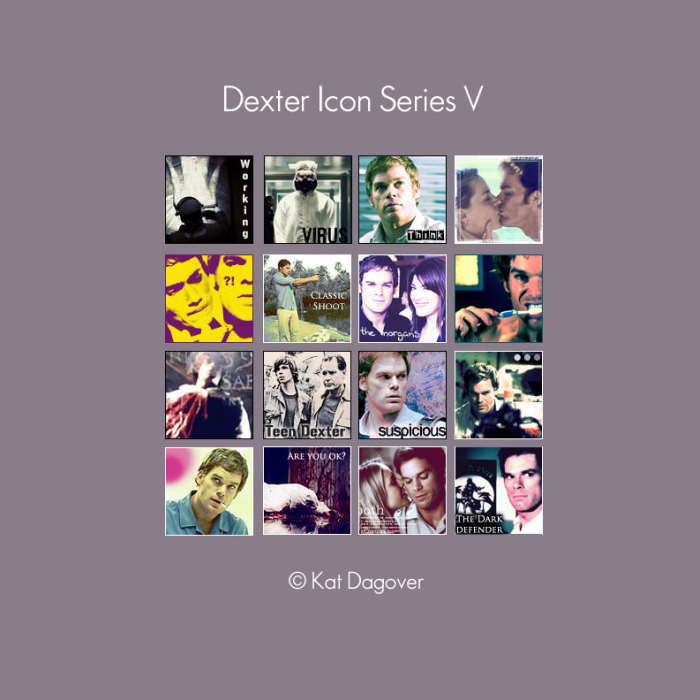 Dexter Icon Series V
Working
VIRUS
Think
?!
CLASSIC
SHOOT
the morgans
Teen Dexter
suspicious
ARE YOU OK?
THE DARK
DEFENDER
© Kat Dagover